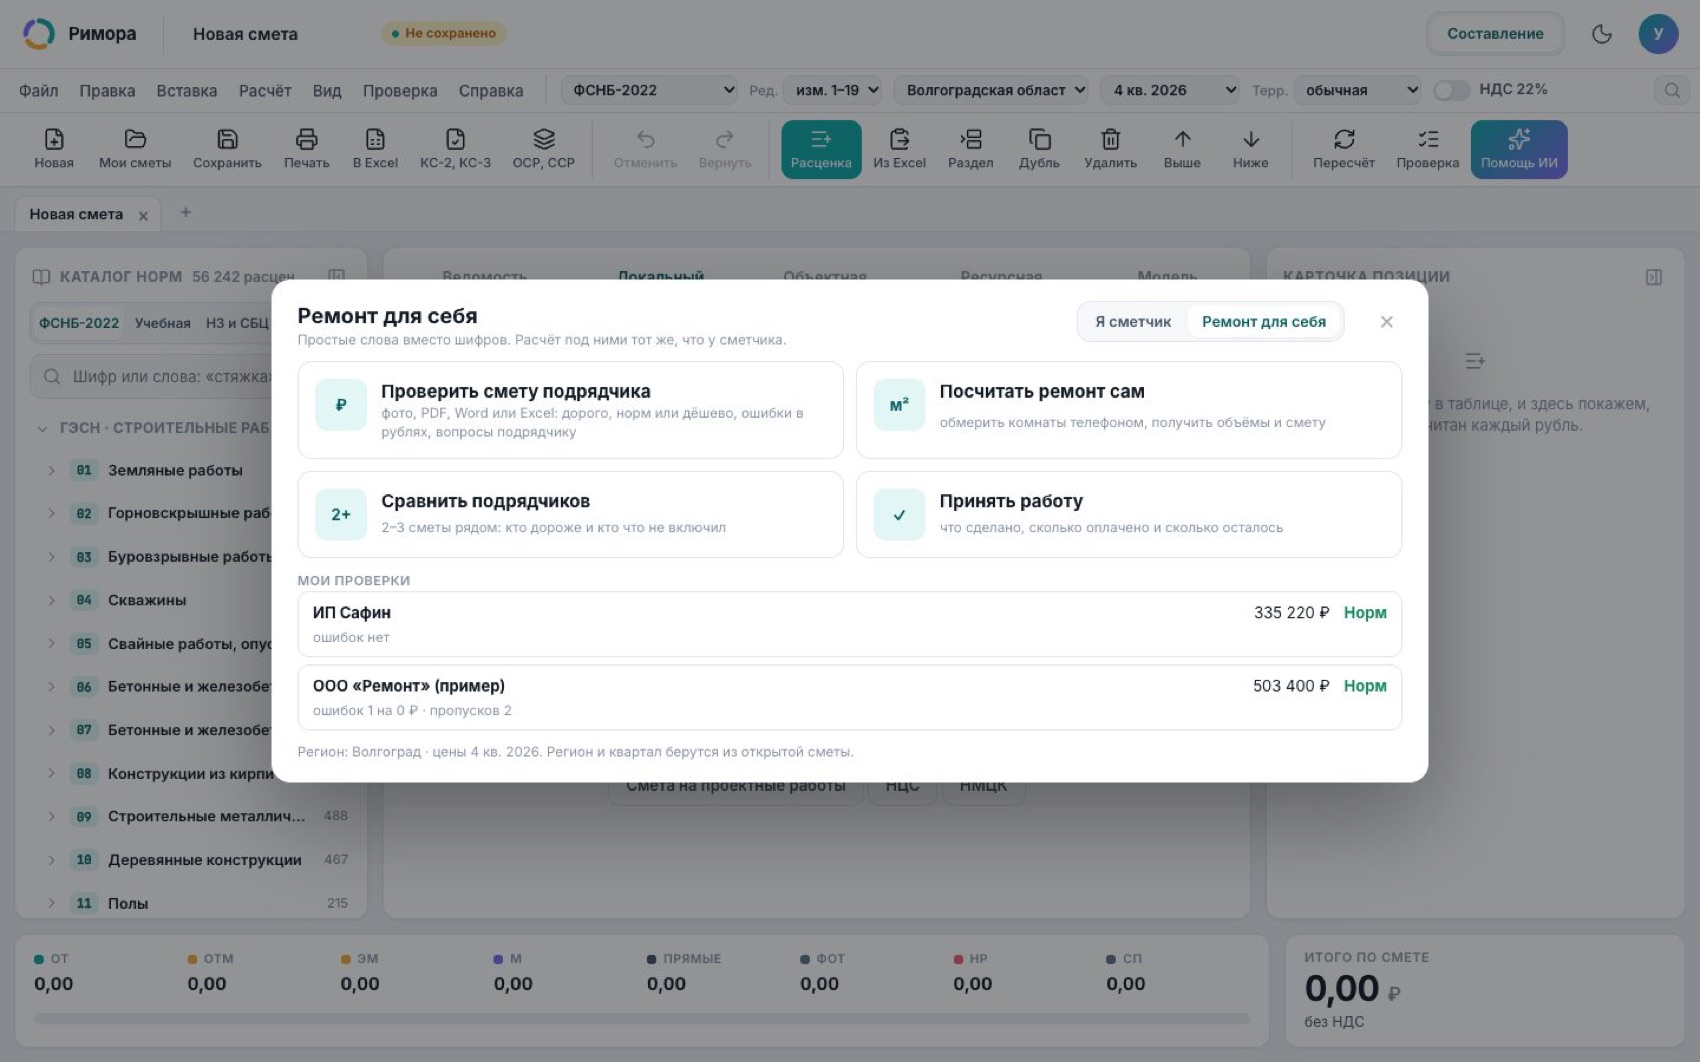 Римора
Новая смета
Не сохранено
Составление
У
Файл Правка Вставка Расчёт Вид Проверка Справка
ФСНБ-2022
Ред. изм. 1–19
Волгоградская област
4 кв. 2026
Терр. обычная
НДС 22%
Новая
Мои сметы
Сохранить
Печать
В Excel
КС-2, КС-3
ОСР, ССР
Отменить
Вернуть
Расценка
Из Excel
Раздел
Дубль
Удалить
Выше
Ниже
Пересчёт
Проверка
Помощь ИИ
Новая смета × +
КАТАЛОГ НОРМ 56 242 расцен
Ведомость Локальный Объектная Ресурсная Модель
КАРТОЧКА ПОЗИЦИИ
Ремонт для себя
Простые слова вместо шифров. Расчёт под ними тот же, что у сметчика.
Я сметчик Ремонт для себя ×
₽ Проверить смету подрядчика
фото, PDF, Word или Excel: дорого, норм или дёшево, ошибки в
рублях, вопросы подрядчику
м² Посчитать ремонт сам
обмерить комнаты телефоном, получить объёмы и смету
2+ Сравнить подрядчиков
2–3 сметы рядом: кто дороже и кто что не включил
✓ Принять работу
что сделано, сколько оплачено и сколько осталось
МОИ ПРОВЕРКИ
ИП Сафин 335 220 ₽ Норм
ошибок нет
ООО «Ремонт» (пример) 503 400 ₽ Норм
ошибок 1 на 0 ₽ · пропусков 2
Регион: Волгоград · цены 4 кв. 2026. Регион и квартал берутся из открытой сметы.
ФСНБ-2022 Учебная НЗ и СБЦ
Шифр или слова: «стяжка»
ГЭСН · СТРОИТЕЛЬНЫЕ РАБ
01 Земляные работы
02 Горновскрышные раб
03 Буровзрывные работы
04 Скважины
05 Свайные работы, опус
06 Бетонные и железобе
07 Бетонные и железобе
08 Конструкции из кирпи
09 Строительные металлич... 488
10 Деревянные конструкции 467
11 Полы 215
в таблице, и здесь покажем,
читан каждый рубль.
Смета на проектные работы НЦС НМЦК
ОТ ОТМ ЭМ М ПРЯМЫЕ ФОТ НР СП
0,00 0,00 0,00 0,00 0,00 0,00 0,00 0,00
ИТОГО ПО СМЕТЕ
0,00 ₽
без НДС